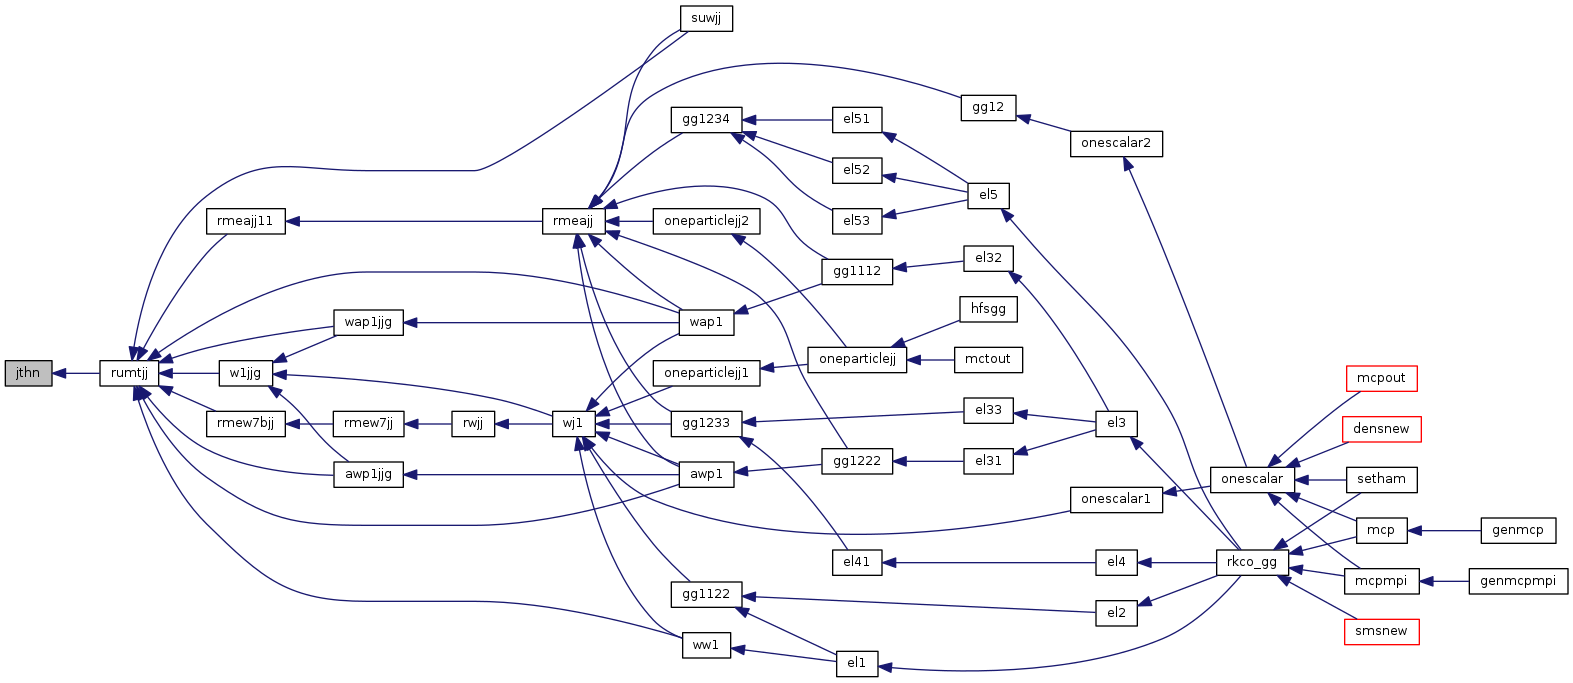 suwjj
gg12
gg1234
el51
onescalar2
el52
el5
rmeajj11
rmeajj
oneparticlejj2
el53
el32
gg1112
hfsgg
wap1jjg
wap1
oneparticlejj
mctout
jthn
rumtjj
w1jjg
oneparticlejj1
mcpout
el33
rmew7bjj
rmew7jj
rwjj
wj1
gg1233
el3
densnew
gg1222
el31
awp1jjg
awp1
onescalar
setham
onescalar1
mcp
genmcp
el41
el4
rkco_gg
mcpmpi
genmcpmpi
gg1122
el2
smsnew
ww1
el1